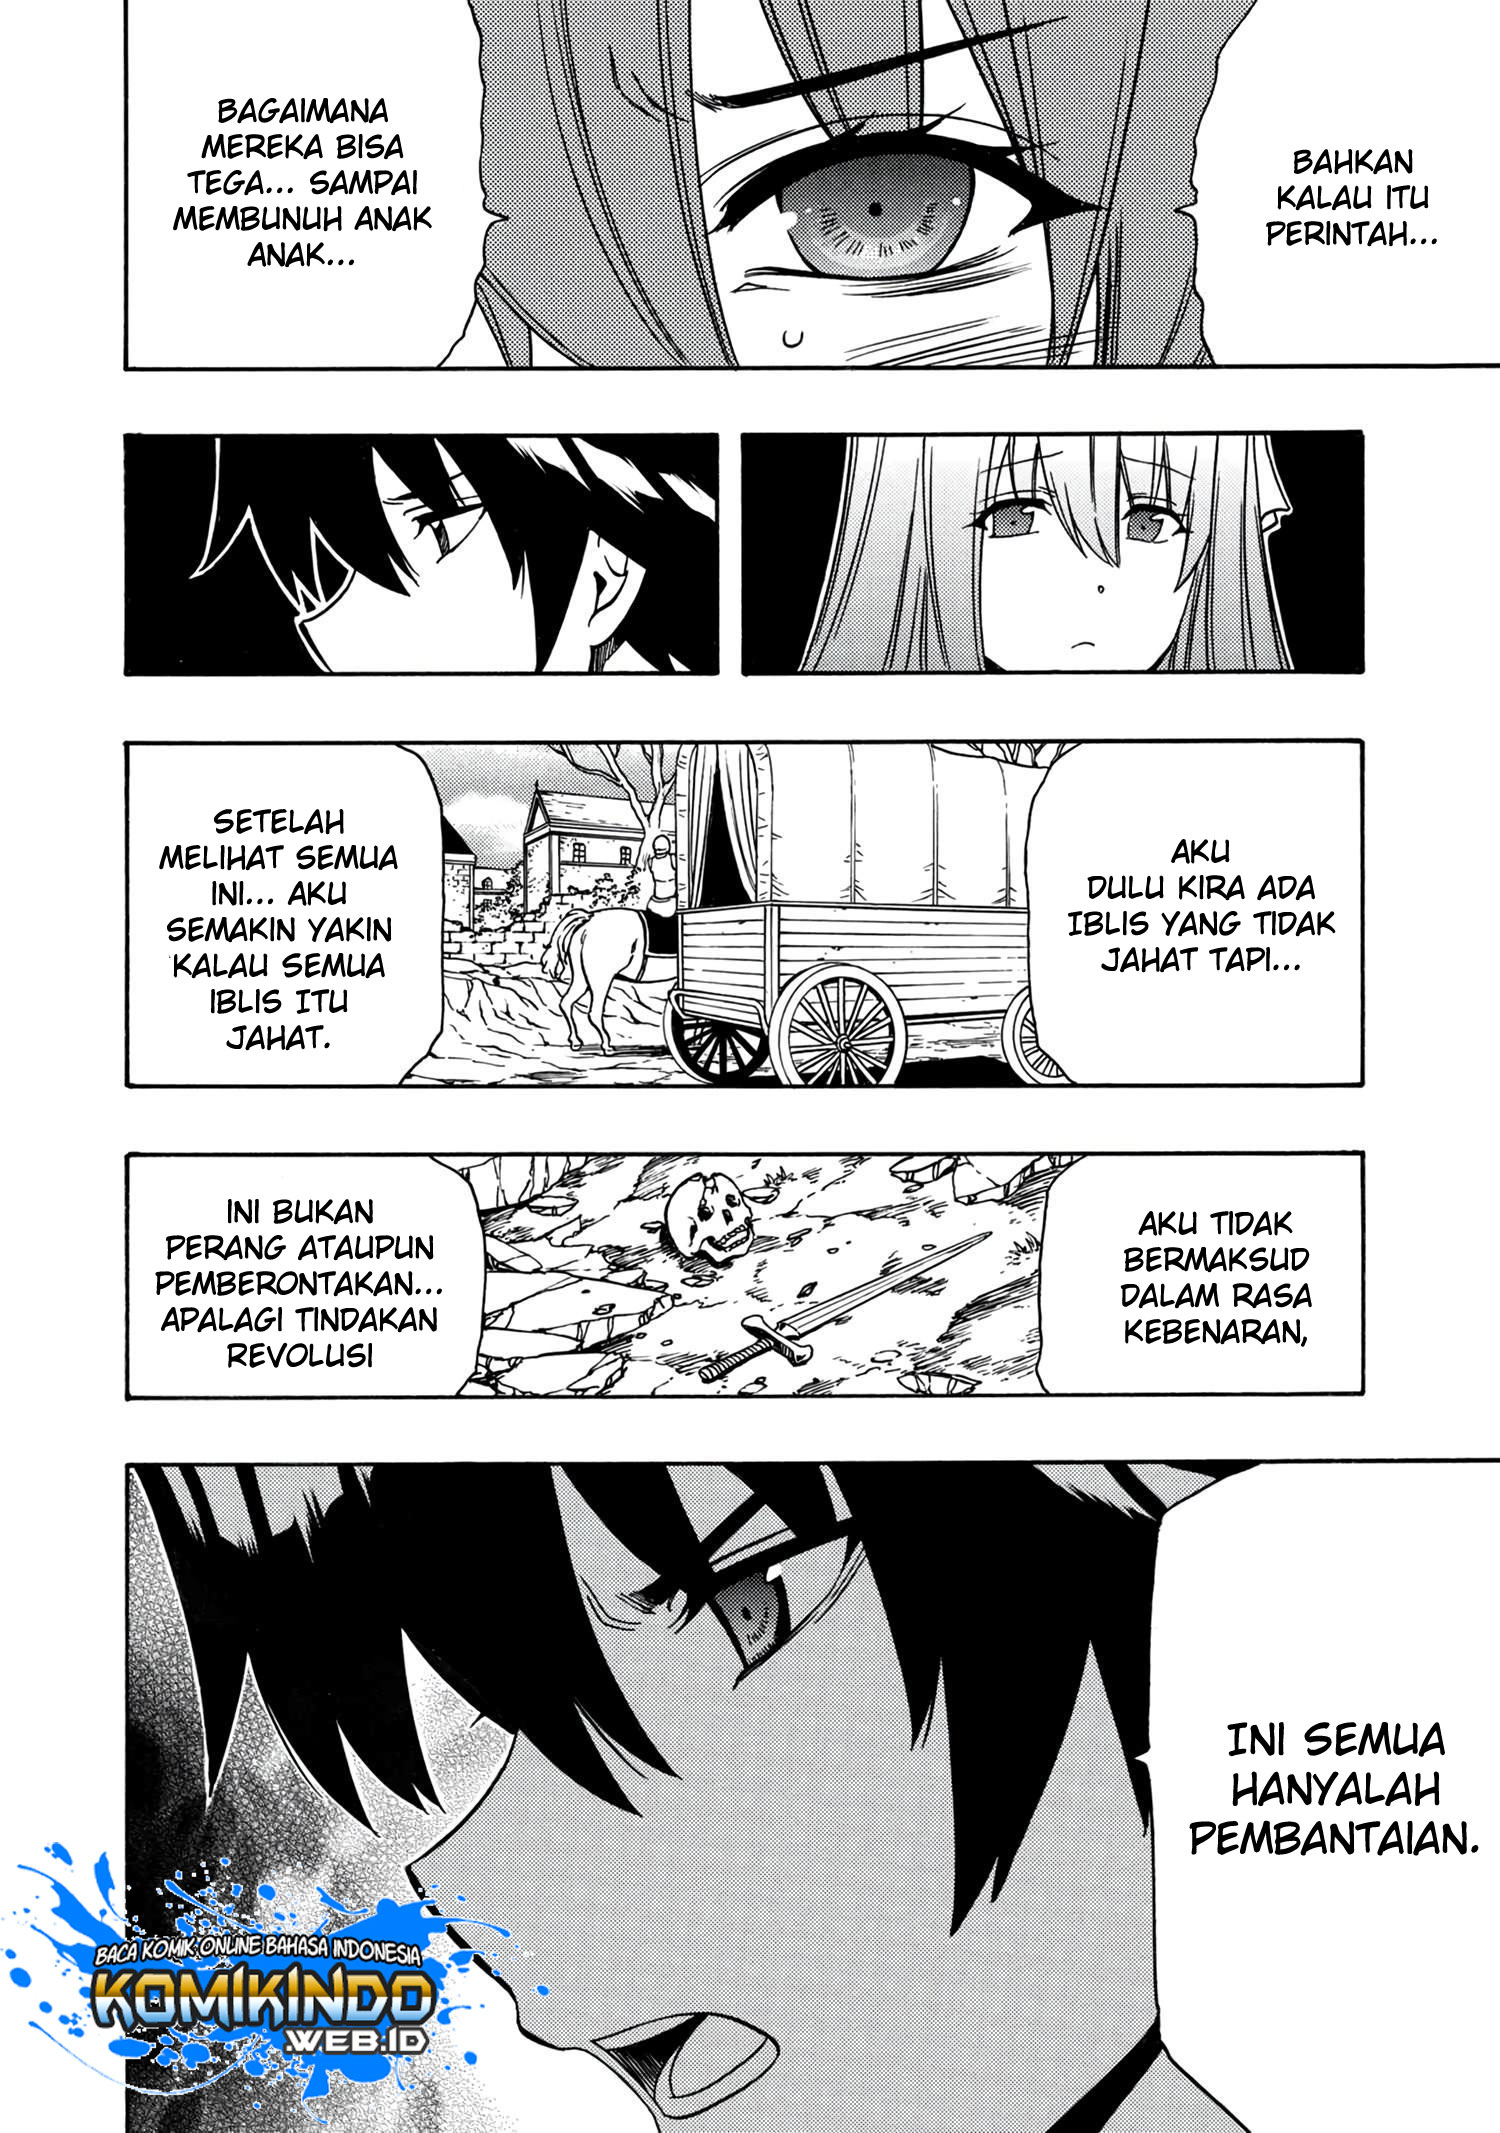 BAHKAN
KALAU ITU
PERINTAH...
BAGAIMANA
MEREKA BISA
TEGA... SAMPAI
MEMBUNUH ANAK
ANAK...
AKU
DULU KIRA ADA
IBLIS YANG TIDAK
JAHAT TAPI...
SETELAH
MELIHAT SEMUA
INI... AKU
SEMAKIN YAKIN
KALAU SEMUA
IBLIS ITU
JAHAT.
AKU TIDAK
BERMAKSUD
DALAM RASA
KEBENARAN,
INI BUKAN
PERANG ATAUPUN
PEMBERONTAKAN...
APALAGI TINDAKAN
REVOLUSI
INI SEMUA
HANYALAH
PEMBANTAIAN.
BACA KOMIK ONLINE BAHASA INDONESIA
KOMIKINDO
.WEB.ID